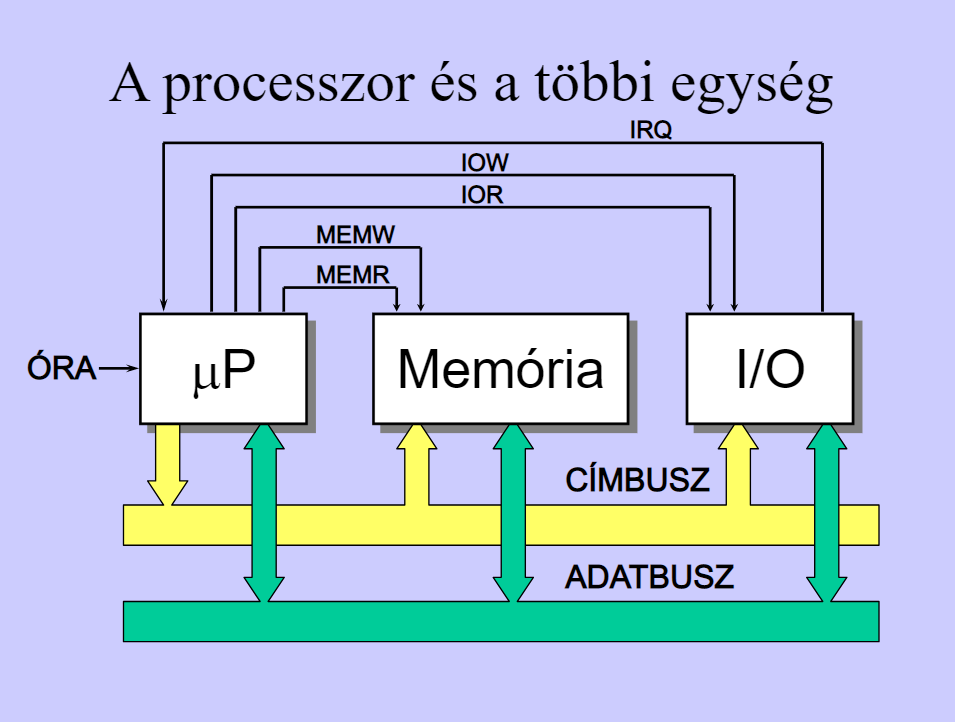 A processzor és a többi egység
IRQ
IOW
IOR
MEMW
MEMR
ÓRA
μP
Memória
I/O
CÍMBUSZ
ADATBUSZ